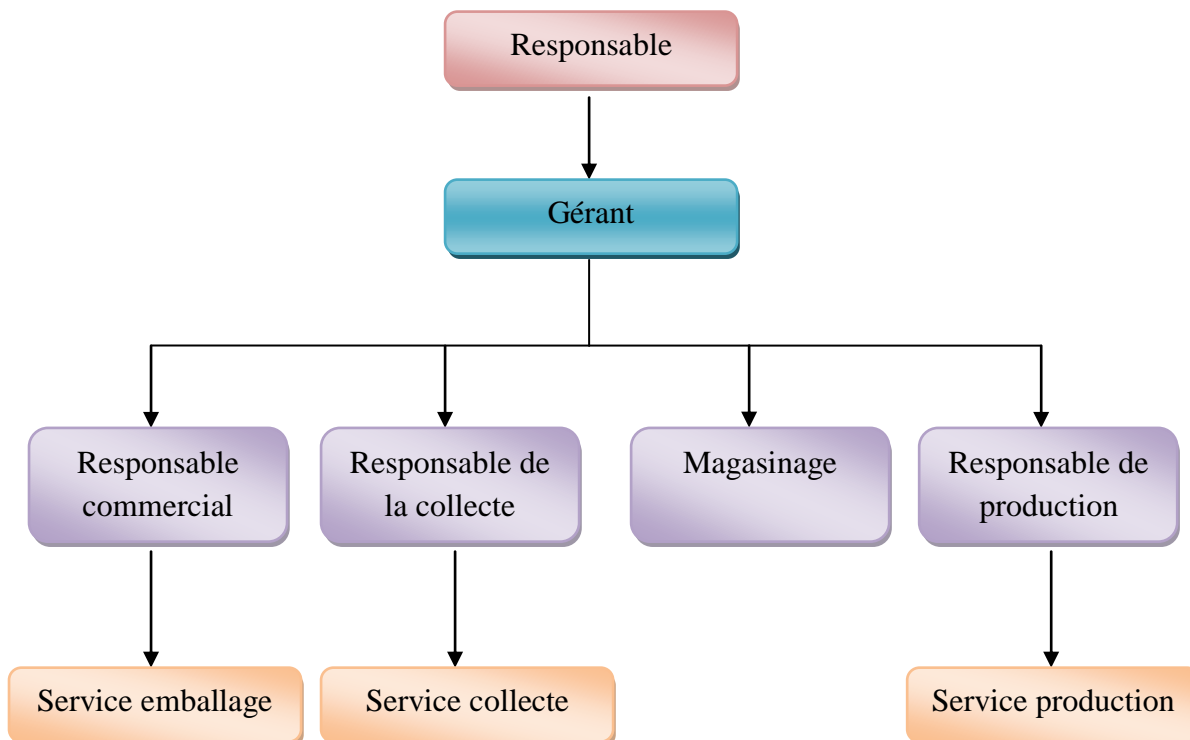 Responsable
Gérant
Responsable
commercial
Responsable de
la collecte
Magasinage
Responsable de
production
Service emballage
Service collecte
Service production